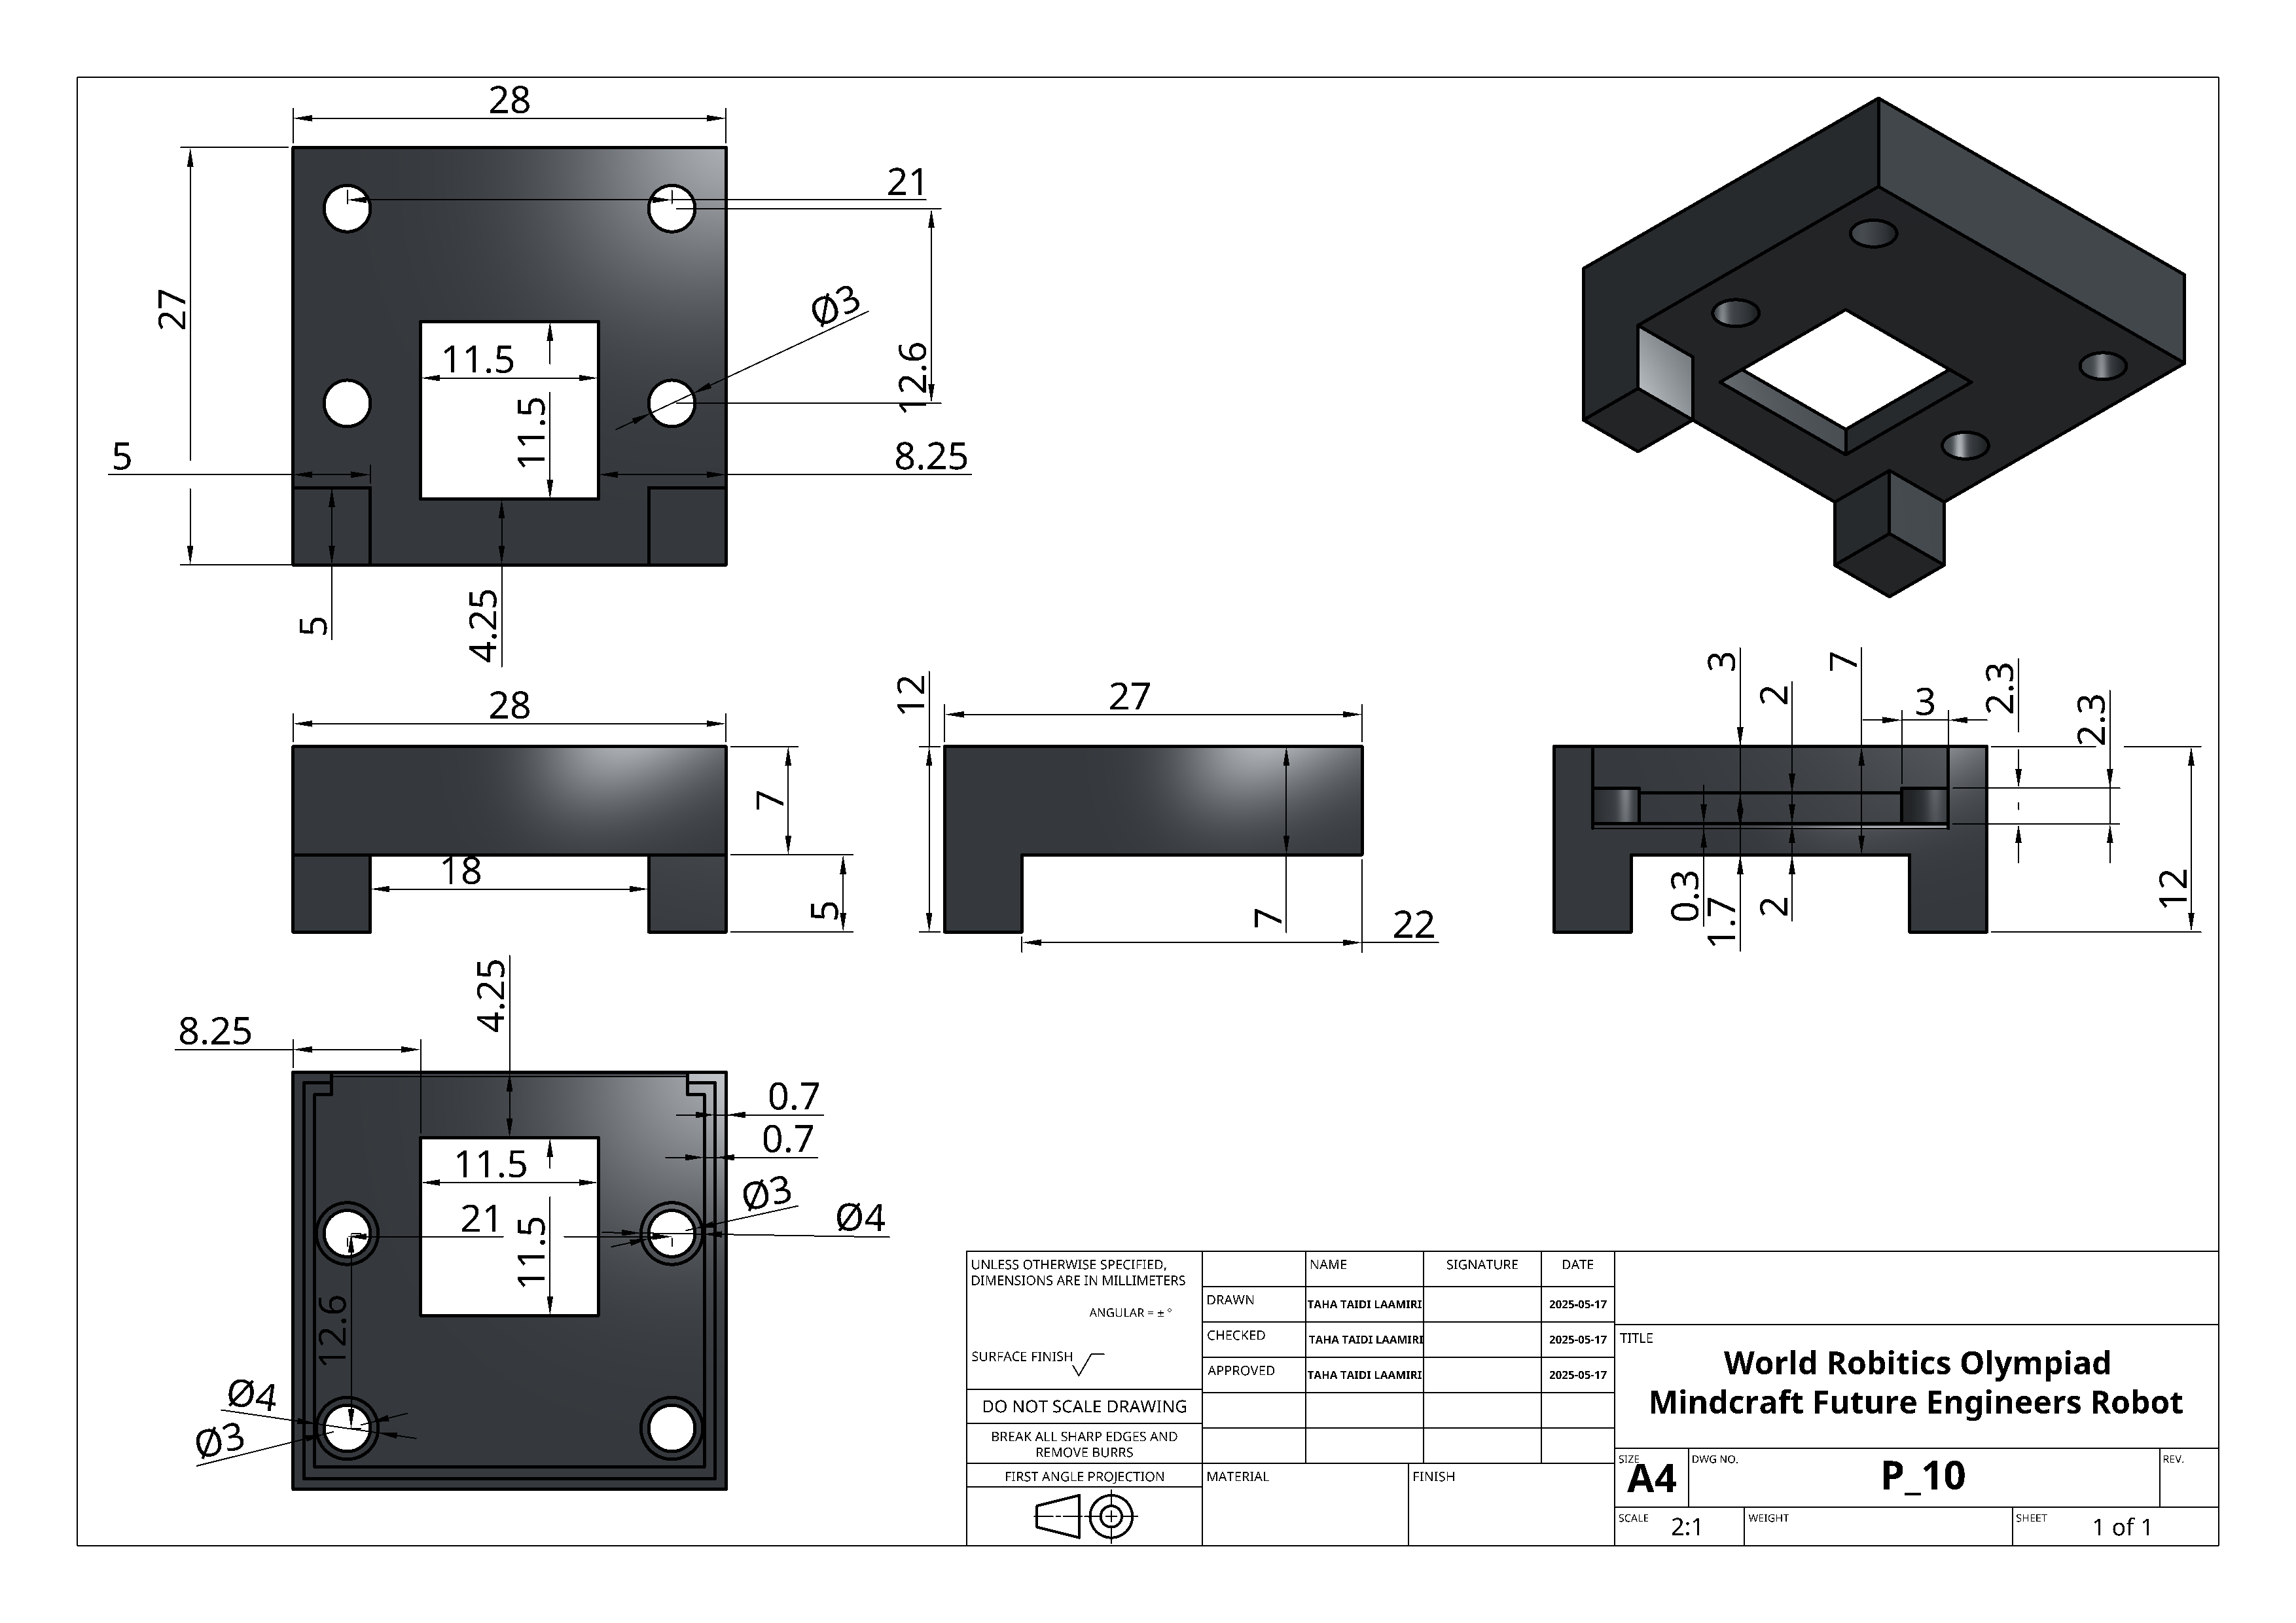 28
21
27
Ø3
12.6
11.5
11.5
5
8.25
5
4.25
28
7
18
5
12
27
7
22
3
2
7
3
2.3
2.3
0.3
1.7
2
12
4.25
8.25
0.7
0.7
11.5
Ø3
21
11.5
Ø4
12.6
Ø4
Ø3
UNLESS OTHERWISE SPECIFIED,
DIMENSIONS ARE IN MILLIMETERS
ANGULAR = ± °
SURFACE FINISH
DO NOT SCALE DRAWING
BREAK ALL SHARP EDGES AND
REMOVE BURRS
FIRST ANGLE PROJECTION
NAME SIGNATURE DATE
DRAWN TAHA TAIDI LAAMIRI 2025-05-17
CHECKED TAHA TAIDI LAAMIRI 2025-05-17
APPROVED TAHA TAIDI LAAMIRI 2025-05-17
MATERIAL FINISH
TITLE
World Robitics Olympiad
Mindcraft Future Engineers Robot
SIZE A4 DWG NO. P_10 REV.
SCALE 2:1 WEIGHT SHEET 1 of 1